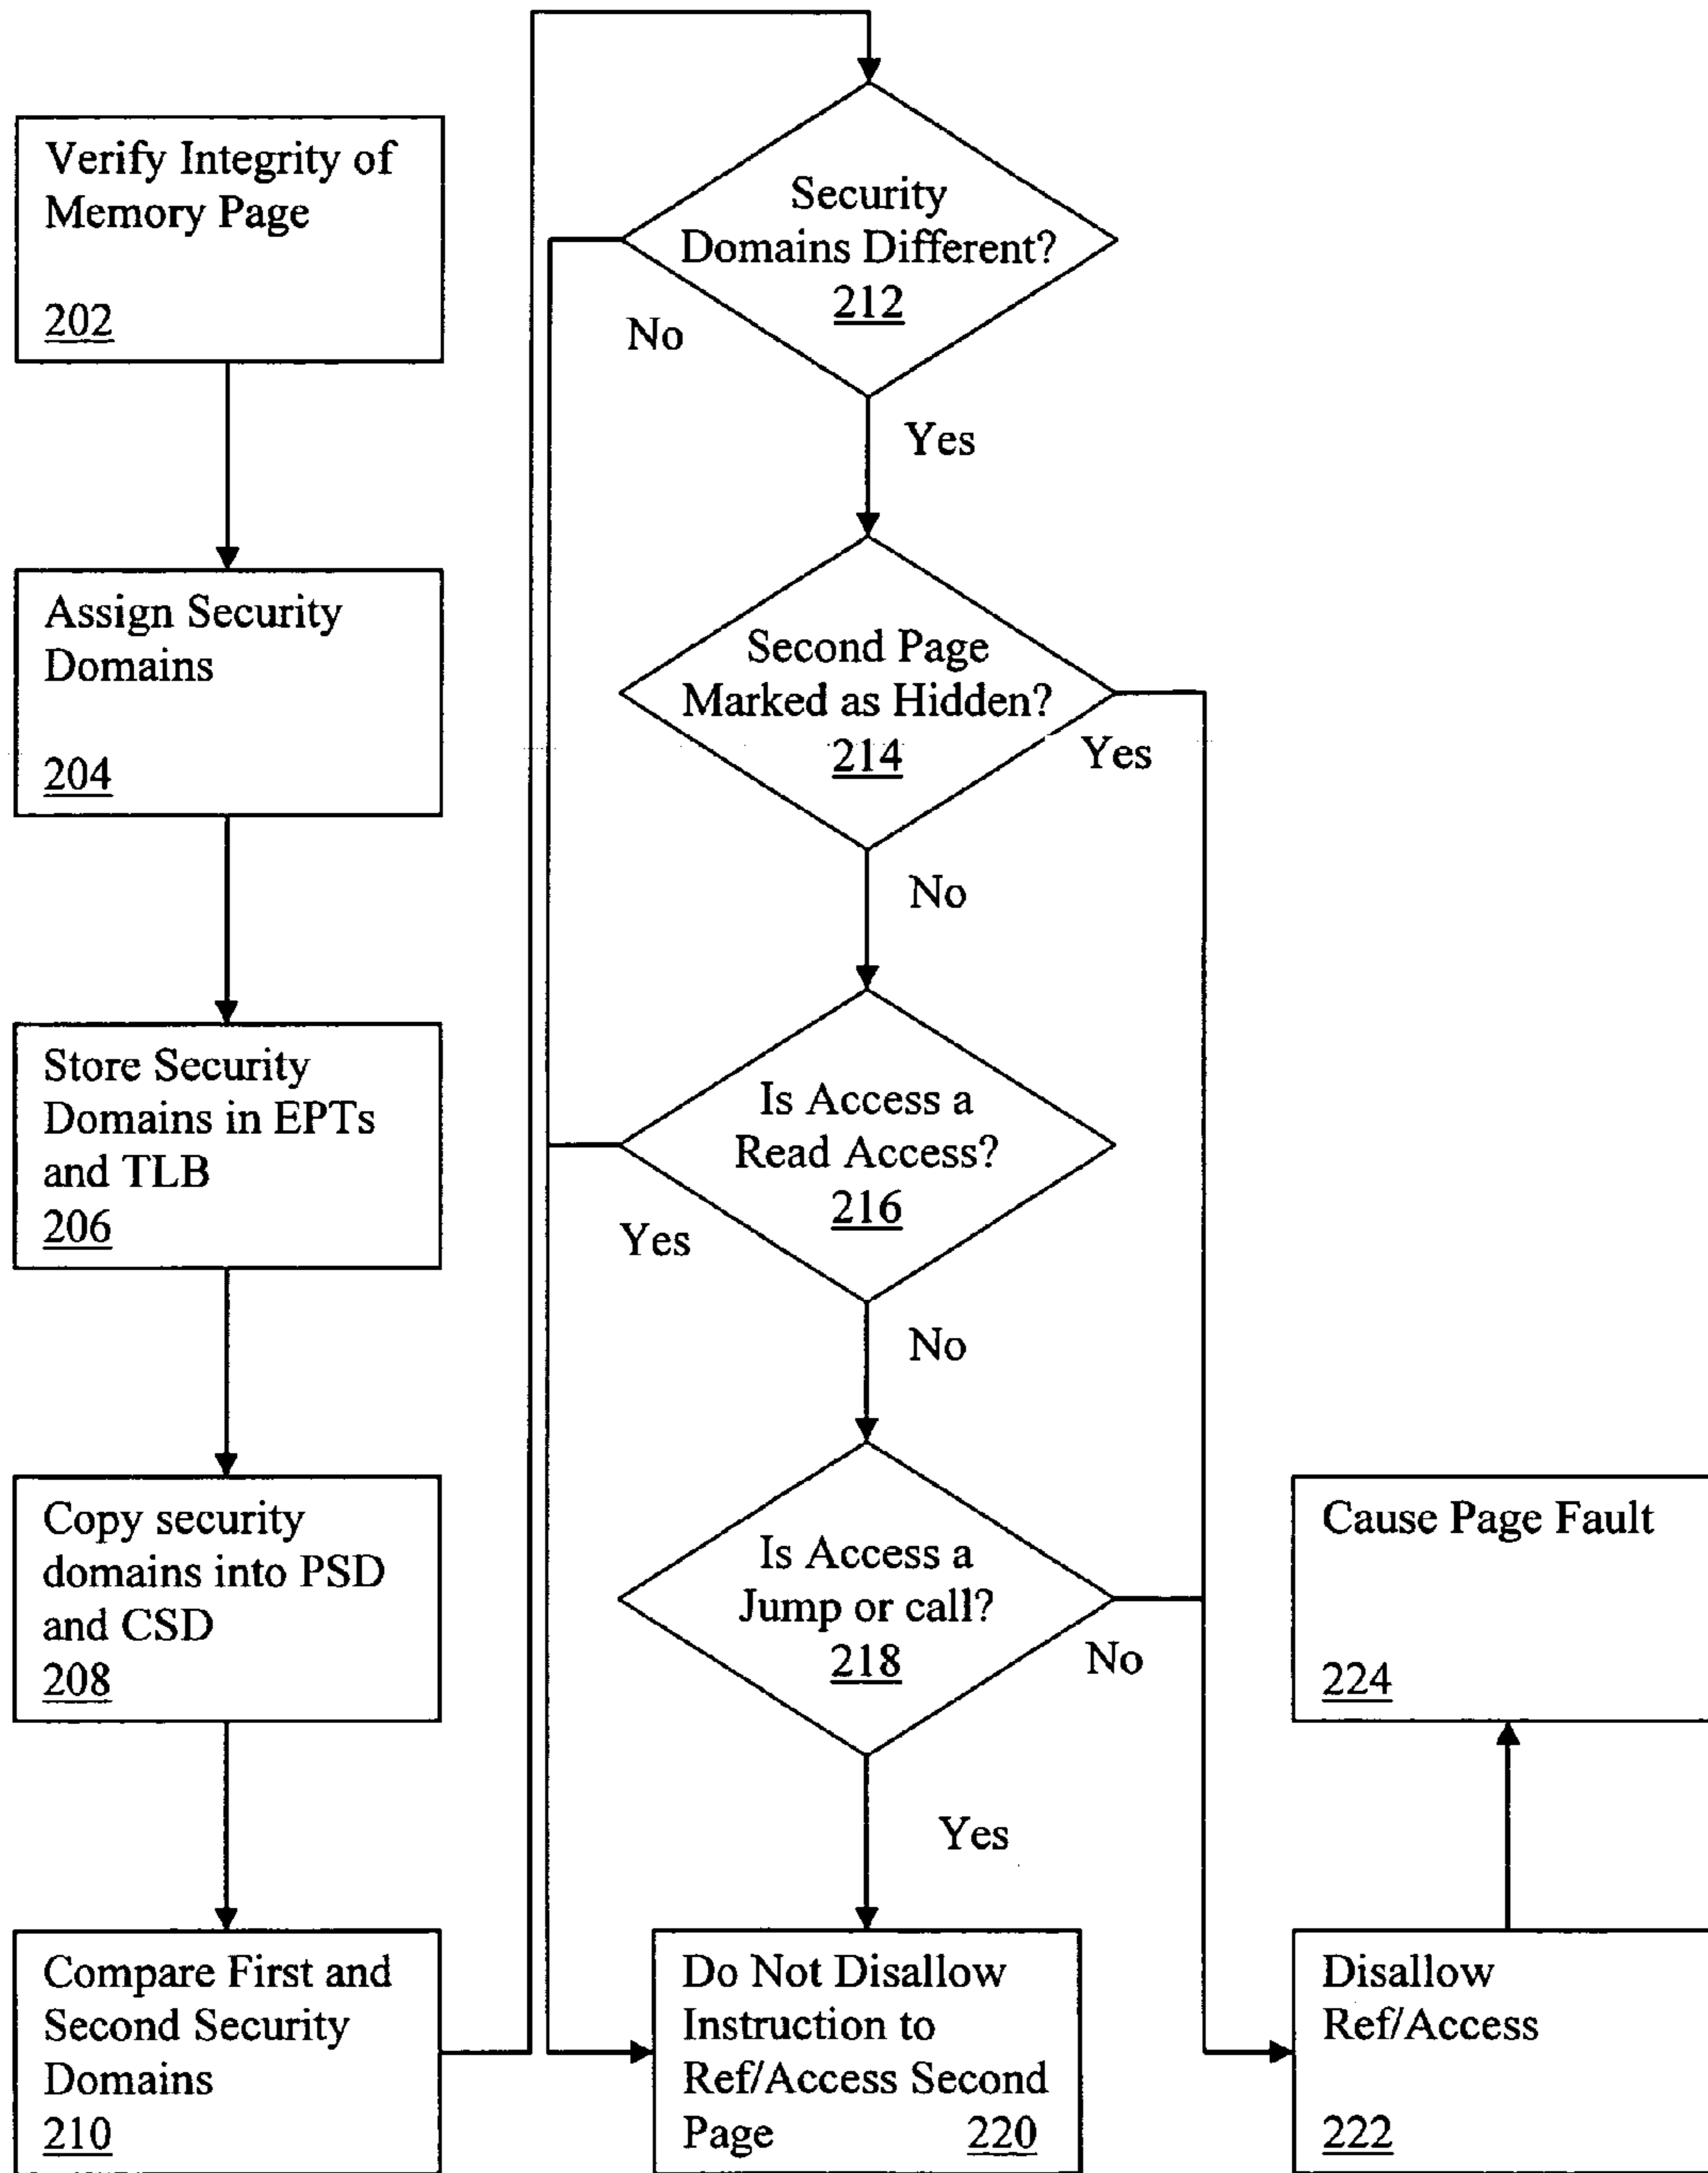 Verify Integrity of
Memory Page
202
Assign Security
Domains
204
Store Security
Domains in EPTs
and TLB
206
Copy security
domains into PSD
and CSD
208
Compare First and
Second Security
Domains
210
Security
Domains Different?
212
No
Yes
Second Page
Marked as Hidden?
214
Yes
No
Is Access a
Read Access?
216
Yes
No
Is Access a
Jump or call?
218
No
Yes
Do Not Disallow
Instruction to
Ref/Access Second
Page 220
Cause Page Fault
224
Disallow
Ref/Access
222